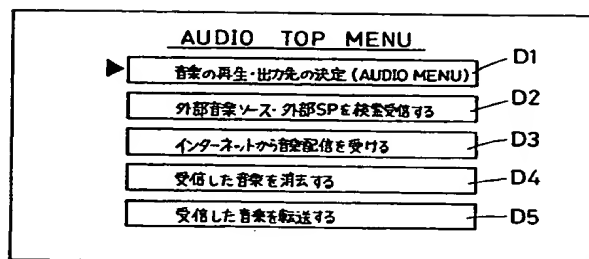 AUDIO TOP MENU
音楽の再生・出力先の決定 (AUDIO MENU) D1
外部音楽ソース・外部SPを検索受信する D2
インターネットから音楽配信を受ける D3
受信した音楽を消去する D4
受信した音楽を転送する D5